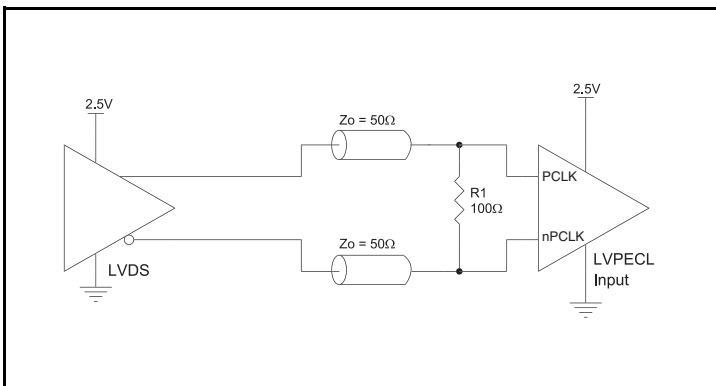 2.5V
2.5V
Zo = 50Ω
PCLK
R1
100Ω
nPCLK
Zo = 50Ω
LVDS
LVPECL
Input